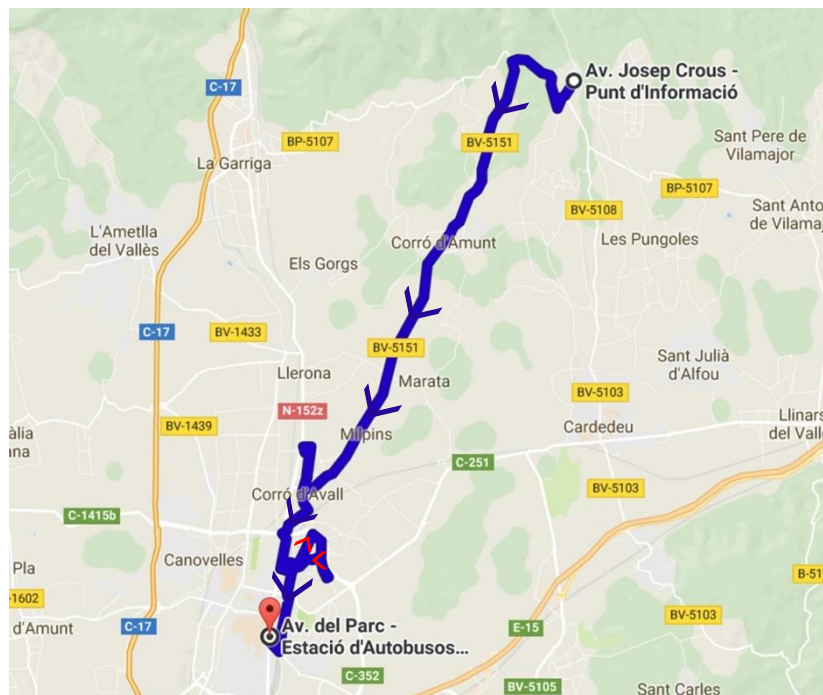 Av. Josep Crous -
Punt d'Informació
C-17
BV-5151
BP-5107
Sant Pere de
Vilamajor
La Garriga
BP-5107
Sant Anto
de Vilamaj
BV-5108
L'Ametlla
del Vallès
Corró d'Amunt
Les Pungoles
Els Gorgs
C-17
BV-1433
BV-5151
Sant Julià
d'Alfou
Llerona
Marata
BV-5103
N-152z
Llinars
del Vall
BV-1439
Cardedeu
Milpins
àlia
ana
C-251
BV-5103
Corró d'Avall
C-1415b
Canovelles
Pla
B-51
-1602
BV-5103
d'Amunt
C-17
Av. del Parc -
Estació d'Autobusos...
E-15
C-352
BV-5105
Sant Carles